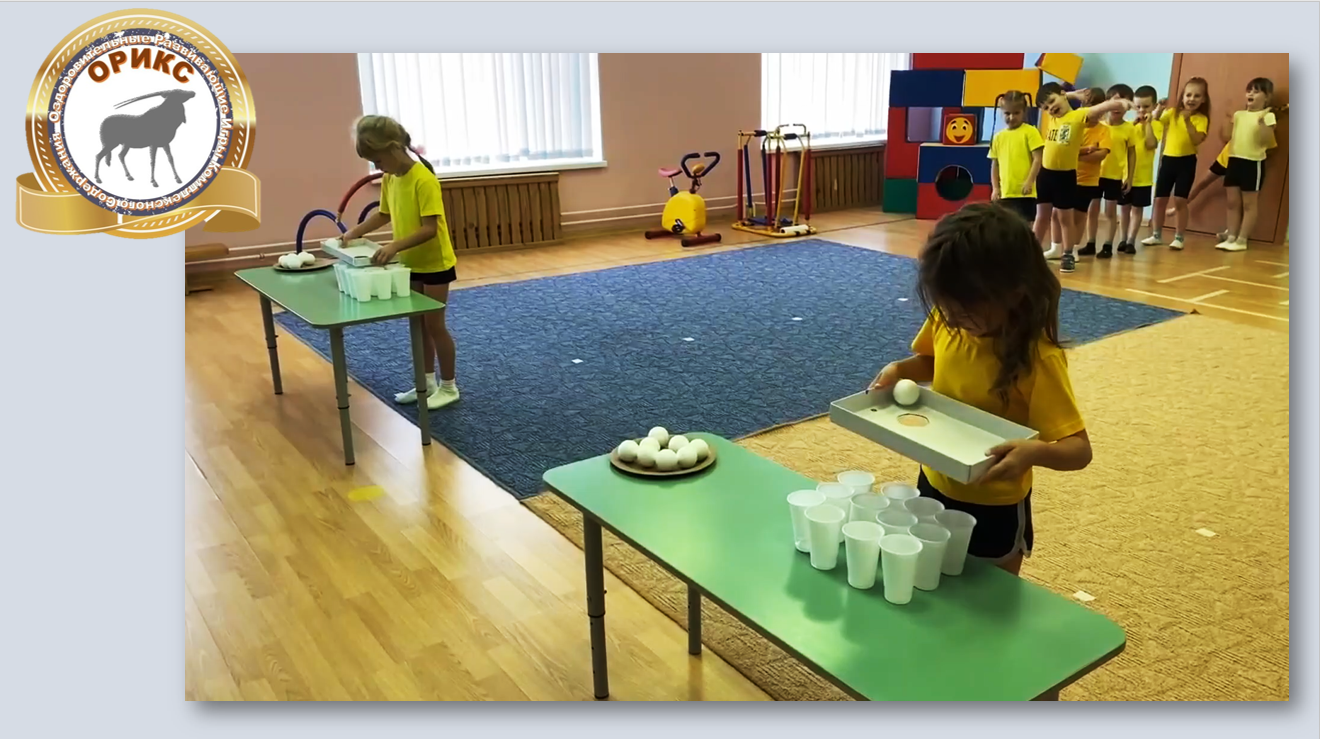 Оздоровительные Развивающие Игры Комплексного Содержания
ОРИКС